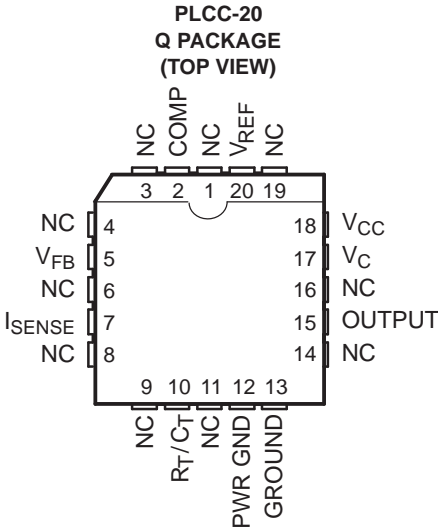 PLCC-20
Q PACKAGE
(TOP VIEW)
NC
COMP
NC
VREF
NC
3 2 1 20 19
NC 4 18 VCC
VFB 5 17 VC
NC 6 16 NC
ISENSE 7 15 OUTPUT
NC 8 14 NC
9 10 11 12 13
NC
RT/CT
NC
PWR GND
GROUND